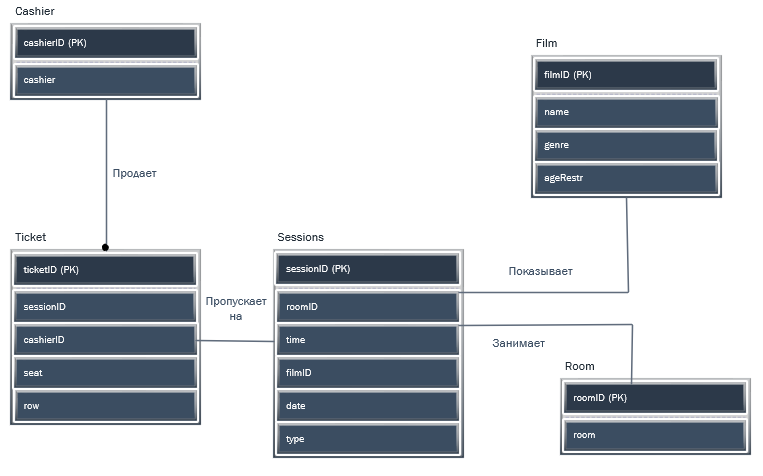 Cashier
cashierID (PK)
cashier
Film
filmID (PK)
name
genre
ageRestr
Продает
Ticket
ticketID (PK)
sessionID
cashierID
seat
row
Пропускает
на
Sessions
sessionID (PK)
roomID
time
filmID
date
type
Показывает
Занимает
Room
roomID (PK)
room